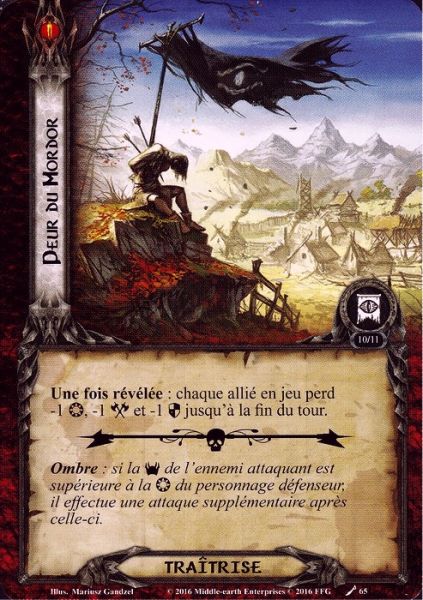 PEUR DU MORDOR
10/11
Une fois révélée : chaque allié en jeu perd
-1 , -1 et -1 jusqu'à la fin du tour.
Ombre : si la de l'ennemi attaquant est
supérieure à la du personnage défenseur,
il effectue une attaque supplémentaire après
celle-ci.
TRAÎTRISE
Illus. Mariusz Gandzel © 2016 Middle-earth Enterprises © 2016 FFG 65